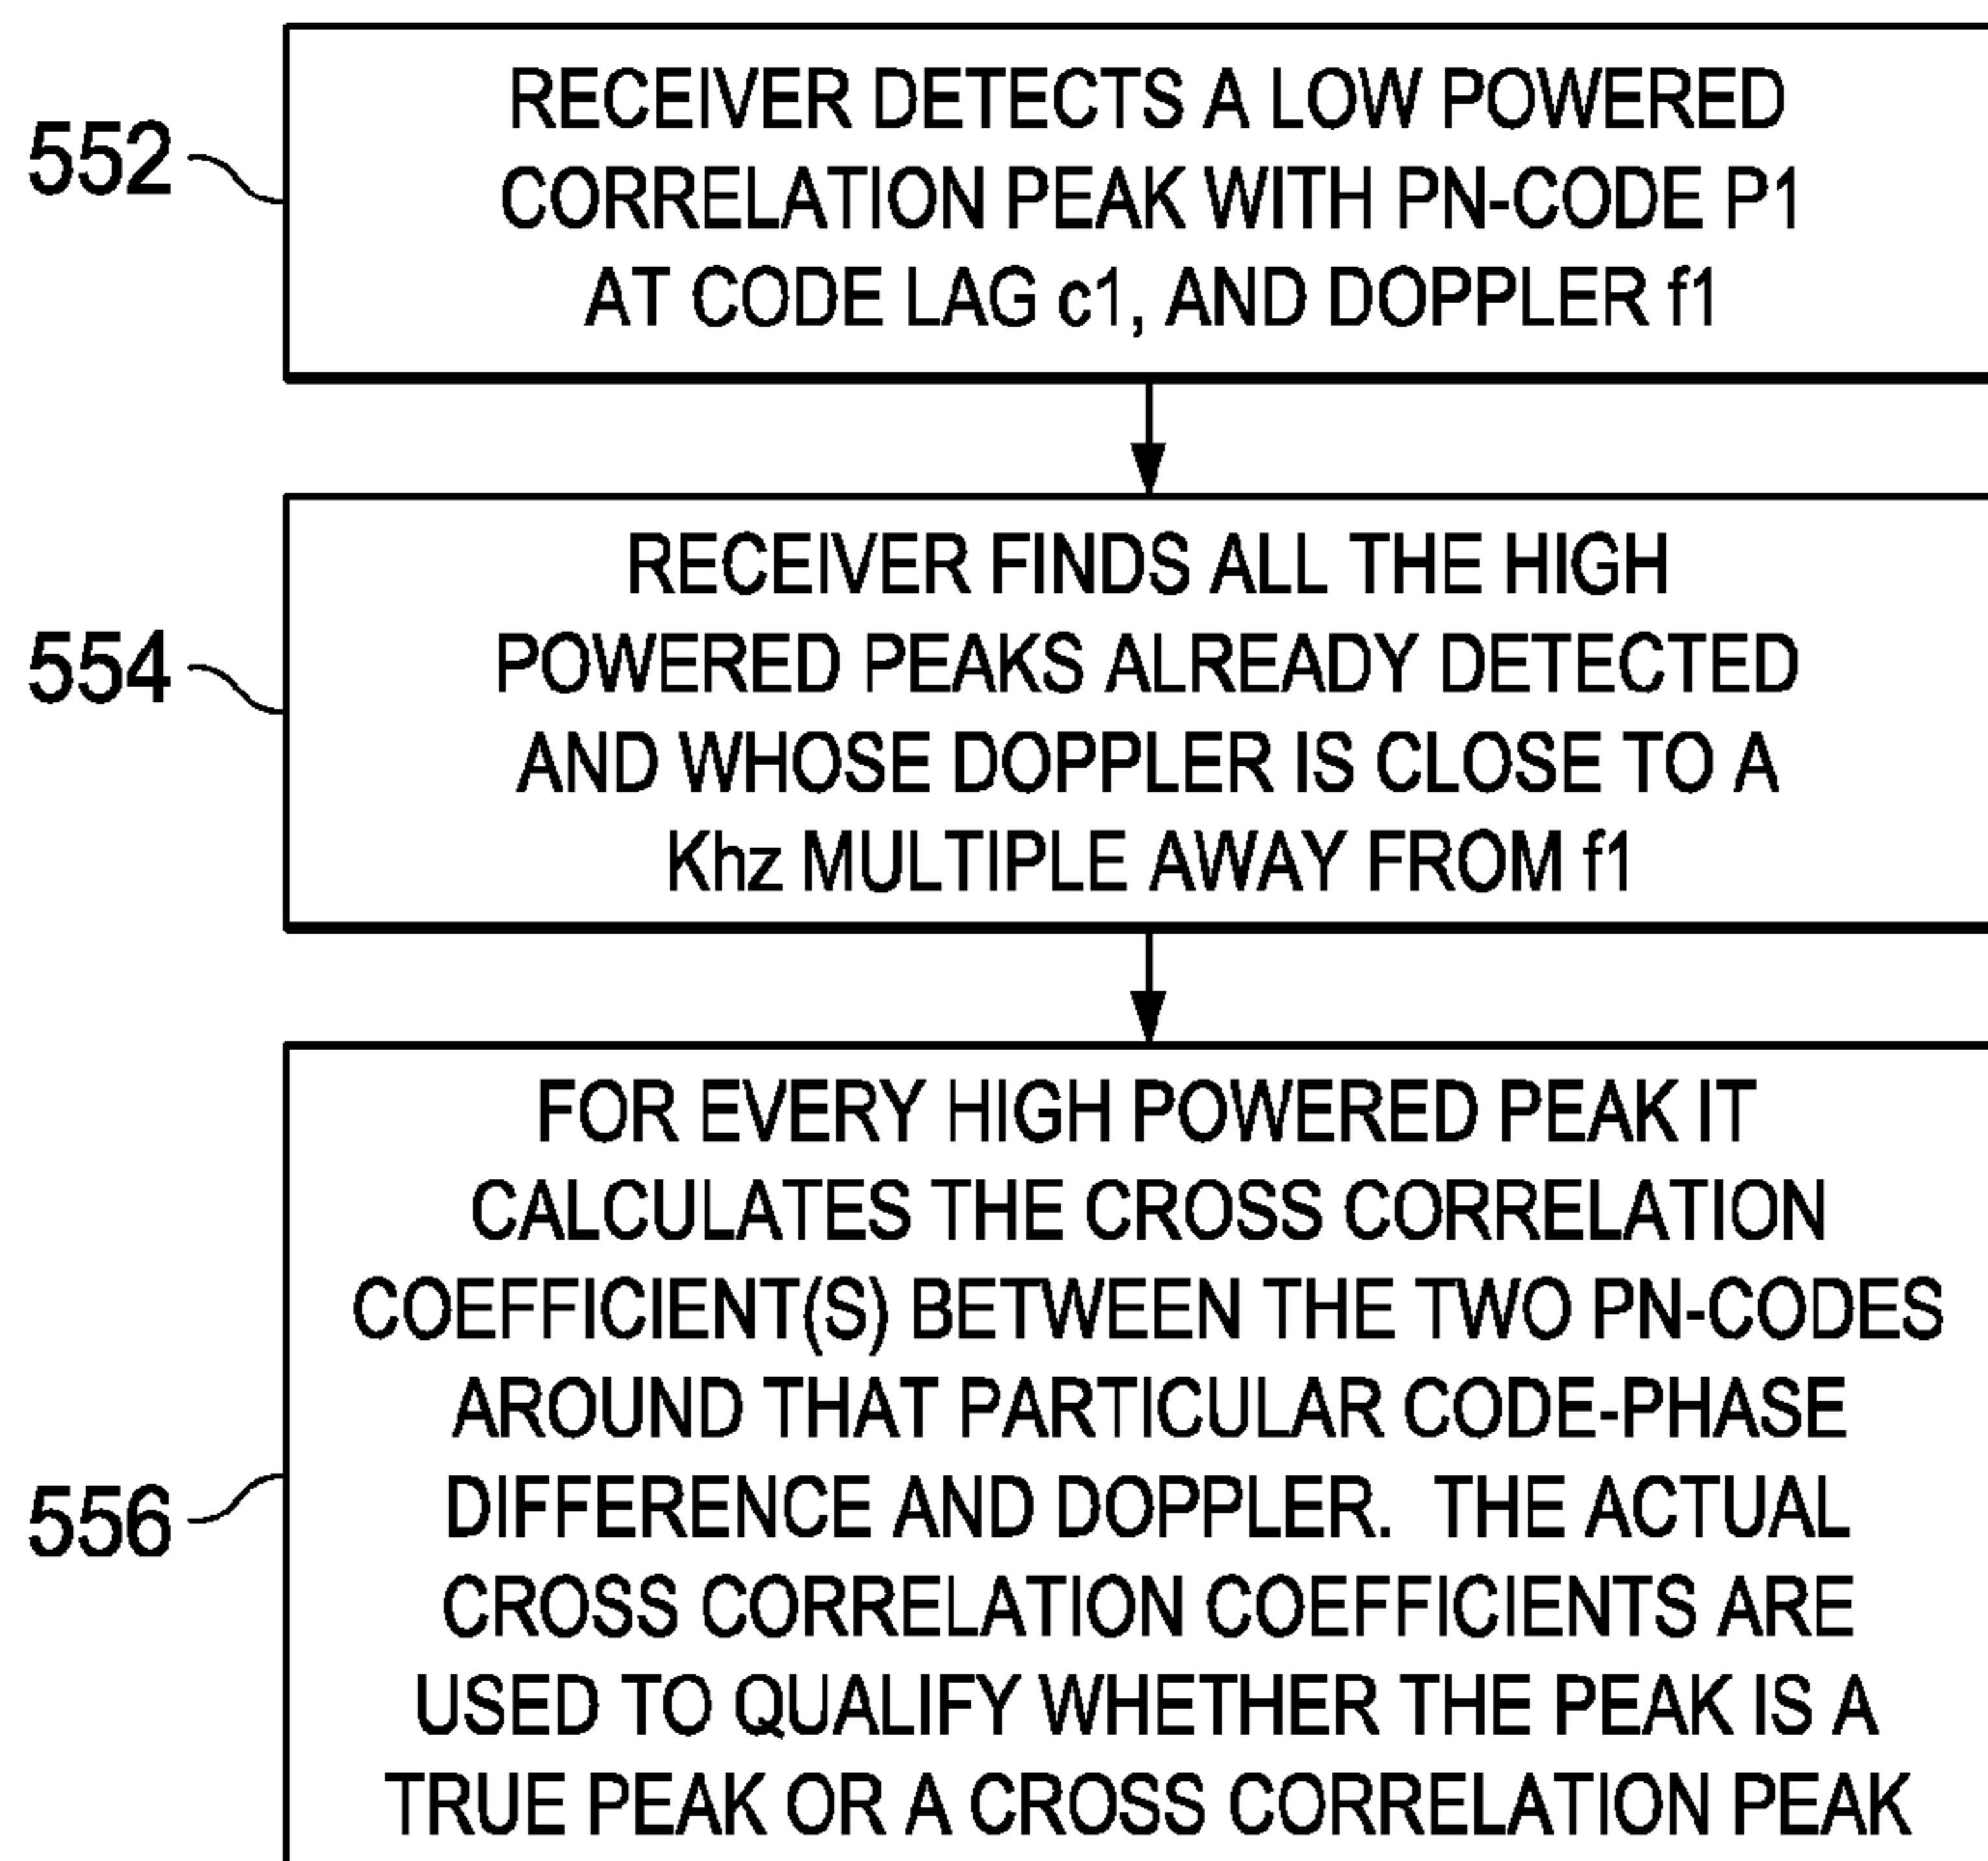 552
RECEIVER DETECTS A LOW POWERED
CORRELATION PEAK WITH PN-CODE P1
AT CODE LAG c1, AND DOPPLER f1
554
RECEIVER FINDS ALL THE HIGH
POWERED PEAKS ALREADY DETECTED
AND WHOSE DOPPLER IS CLOSE TO A
Khz MULTIPLE AWAY FROM f1
556
FOR EVERY HIGH POWERED PEAK IT
CALCULATES THE CROSS CORRELATION
COEFFICIENT(S) BETWEEN THE TWO PN-CODES
AROUND THAT PARTICULAR CODE-PHASE
DIFFERENCE AND DOPPLER. THE ACTUAL
CROSS CORRELATION COEFFICIENTS ARE
USED TO QUALIFY WHETHER THE PEAK IS A
TRUE PEAK OR A CROSS CORRELATION PEAK